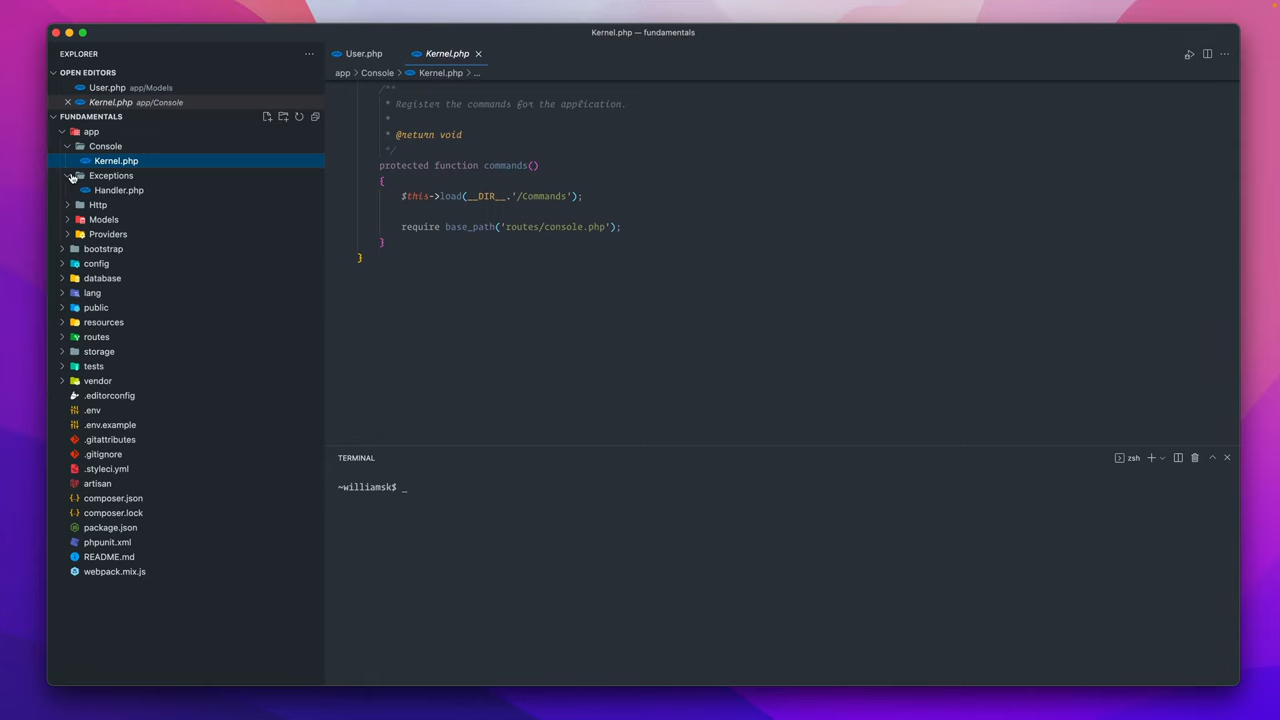 Kernel.php — fundamentals
EXPLORER
OPEN EDITORS
User.php app/Models
Kernel.php app/Console
FUNDAMENTALS
app
Console
Kernel.php
Exceptions
Handler.php
Http
Models
Providers
bootstrap
config
database
lang
public
resources
routes
storage
tests
vendor
.editorconfig
.env
.env.example
.gitattributes
.gitignore
.styleci.yml
artisan
composer.json
composer.lock
package.json
phpunit.xml
README.md
webpack.mix.js
User.php
Kernel.php
app > Console > Kernel.php > ...
/**
* Register the commands for the application.
*
* @return void
*/
protected function commands()
{
$this->load(__DIR__.'/Commands');
require base_path('routes/console.php');
}
}
TERMINAL
zsh
~williamsk$ _